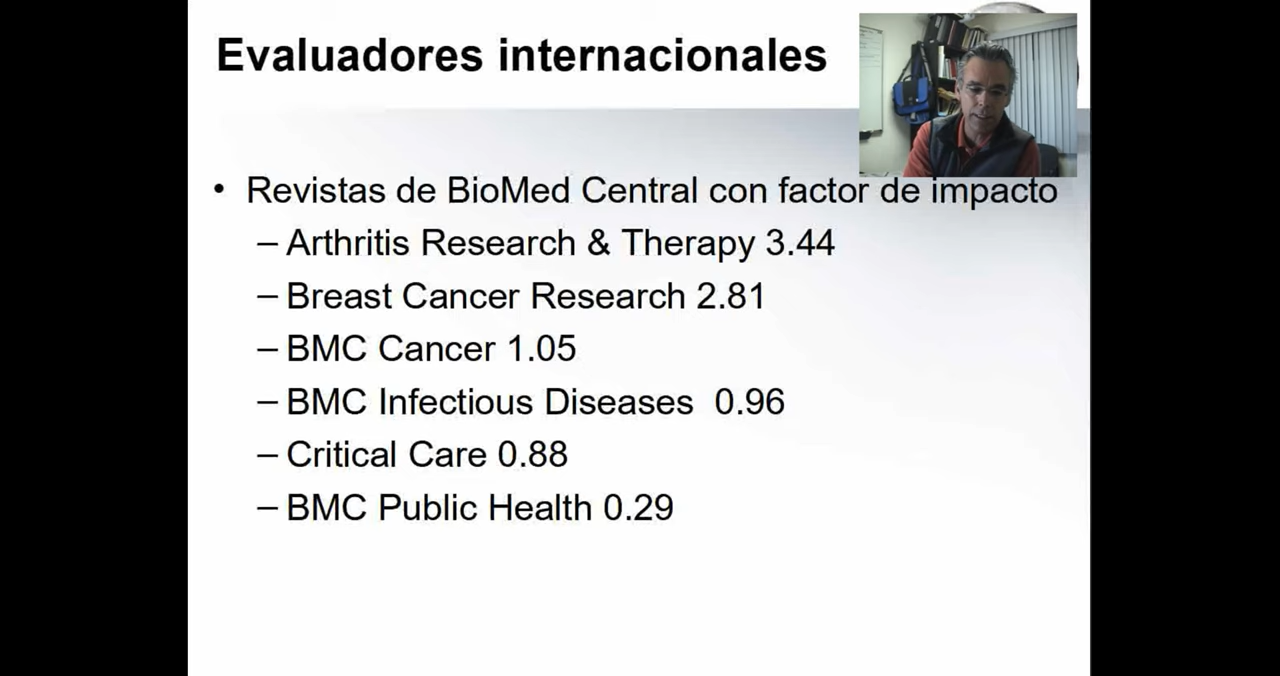 Evaluadores internacionales
• Revistas de BioMed Central con factor de impacto
– Arthritis Research & Therapy 3.44
– Breast Cancer Research 2.81
– BMC Cancer 1.05
– BMC Infectious Diseases  0.96
– Critical Care 0.88
– BMC Public Health 0.29